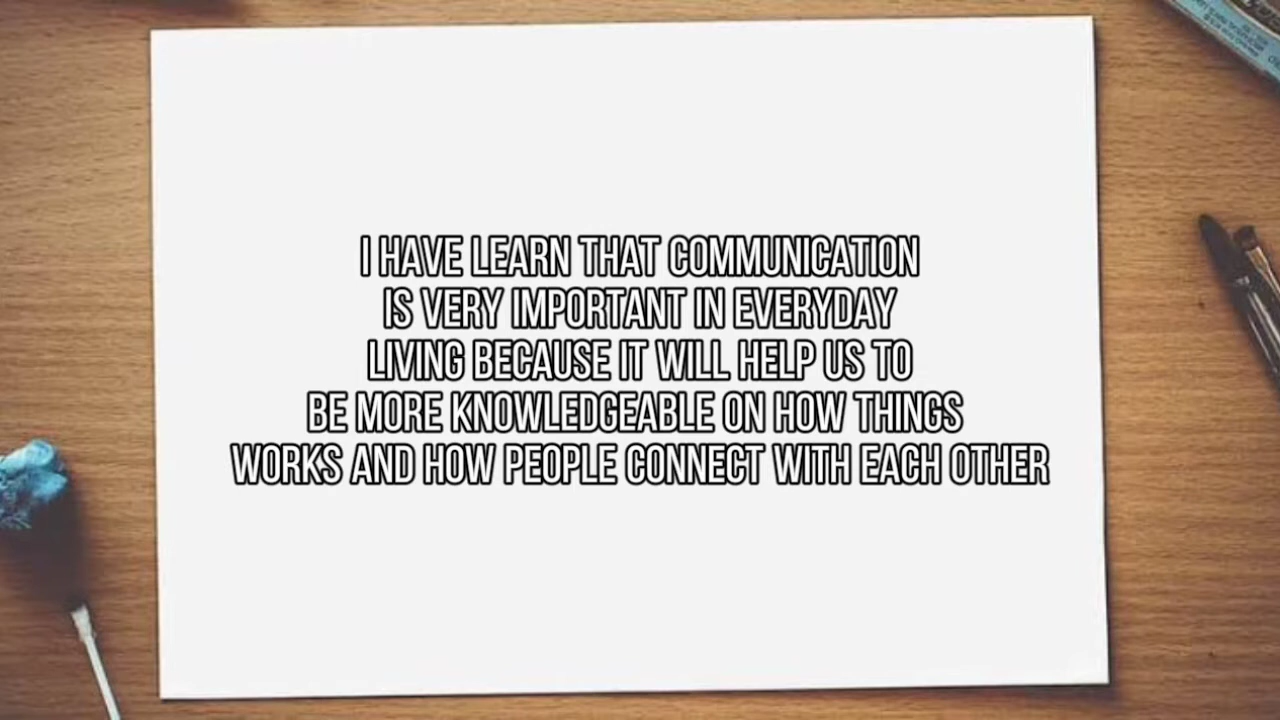 I HAVE LEARN THAT COMMUNICATION
IS VERY IMPORTANT IN EVERYDAY
LIVING BECAUSE IT WILL HELP US TO
BE MORE KNOWLEDGEABLE ON HOW THINGS
WORKS AND HOW PEOPLE CONNECT WITH EACH OTHER